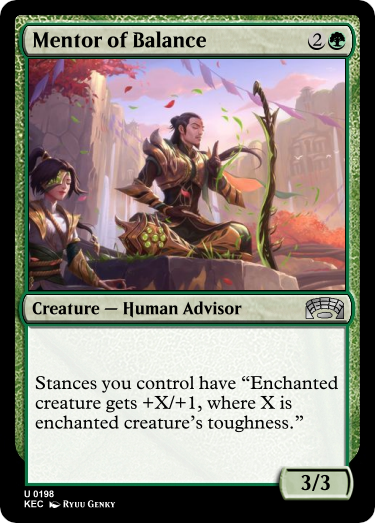 Mentor of Balance 2
Creature — Human Advisor
Stances you control have “Enchanted
creature gets +X/+1, where X is
enchanted creature's toughness.”
3/3
U 0198
KEC Ryuu Genky